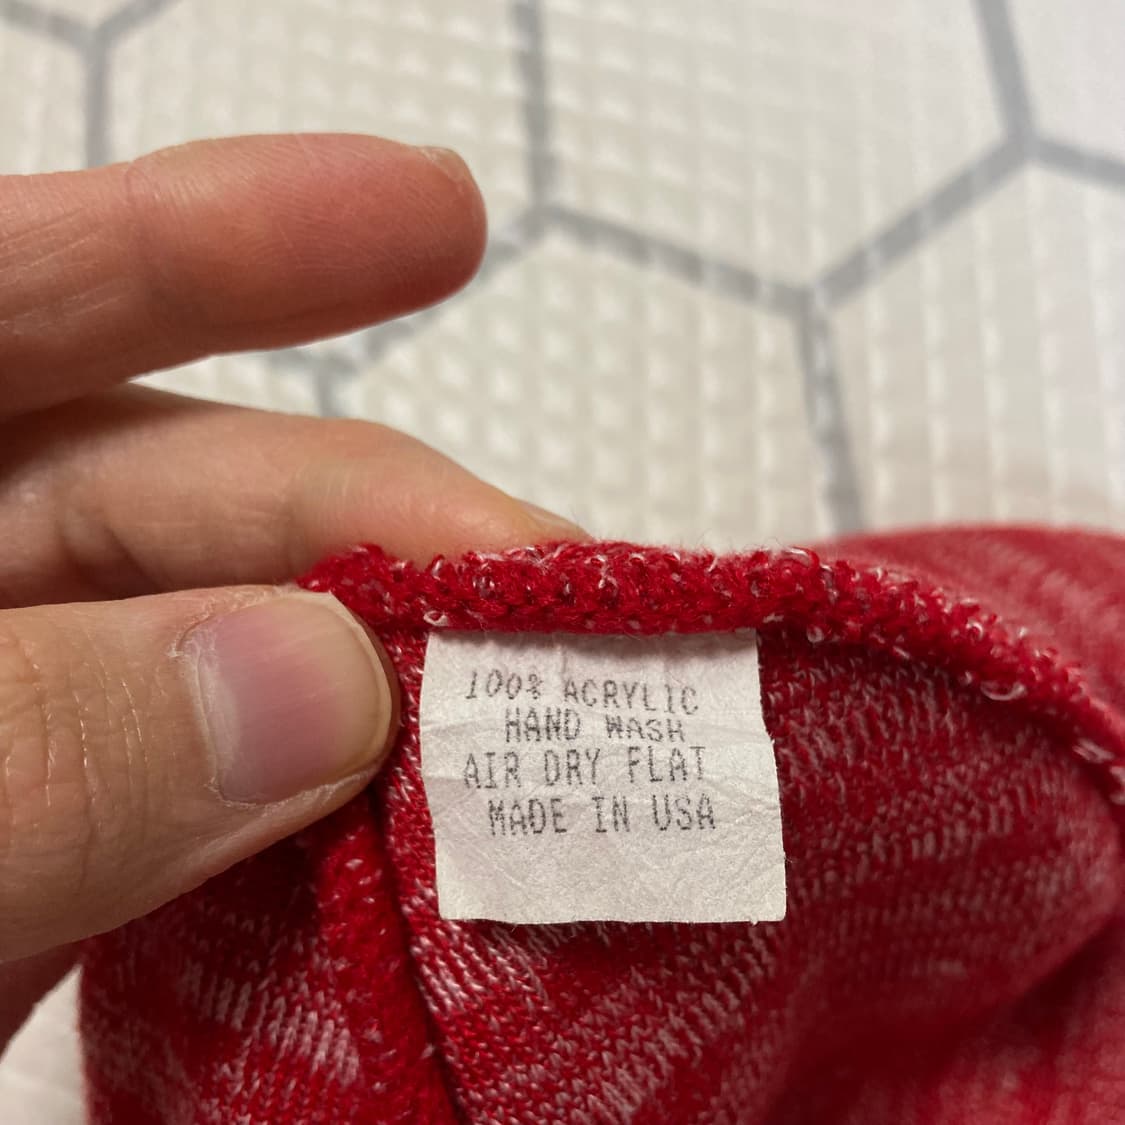 100% ACRYLIC
HAND WASH
AIR DRY FLAT
MADE IN USA